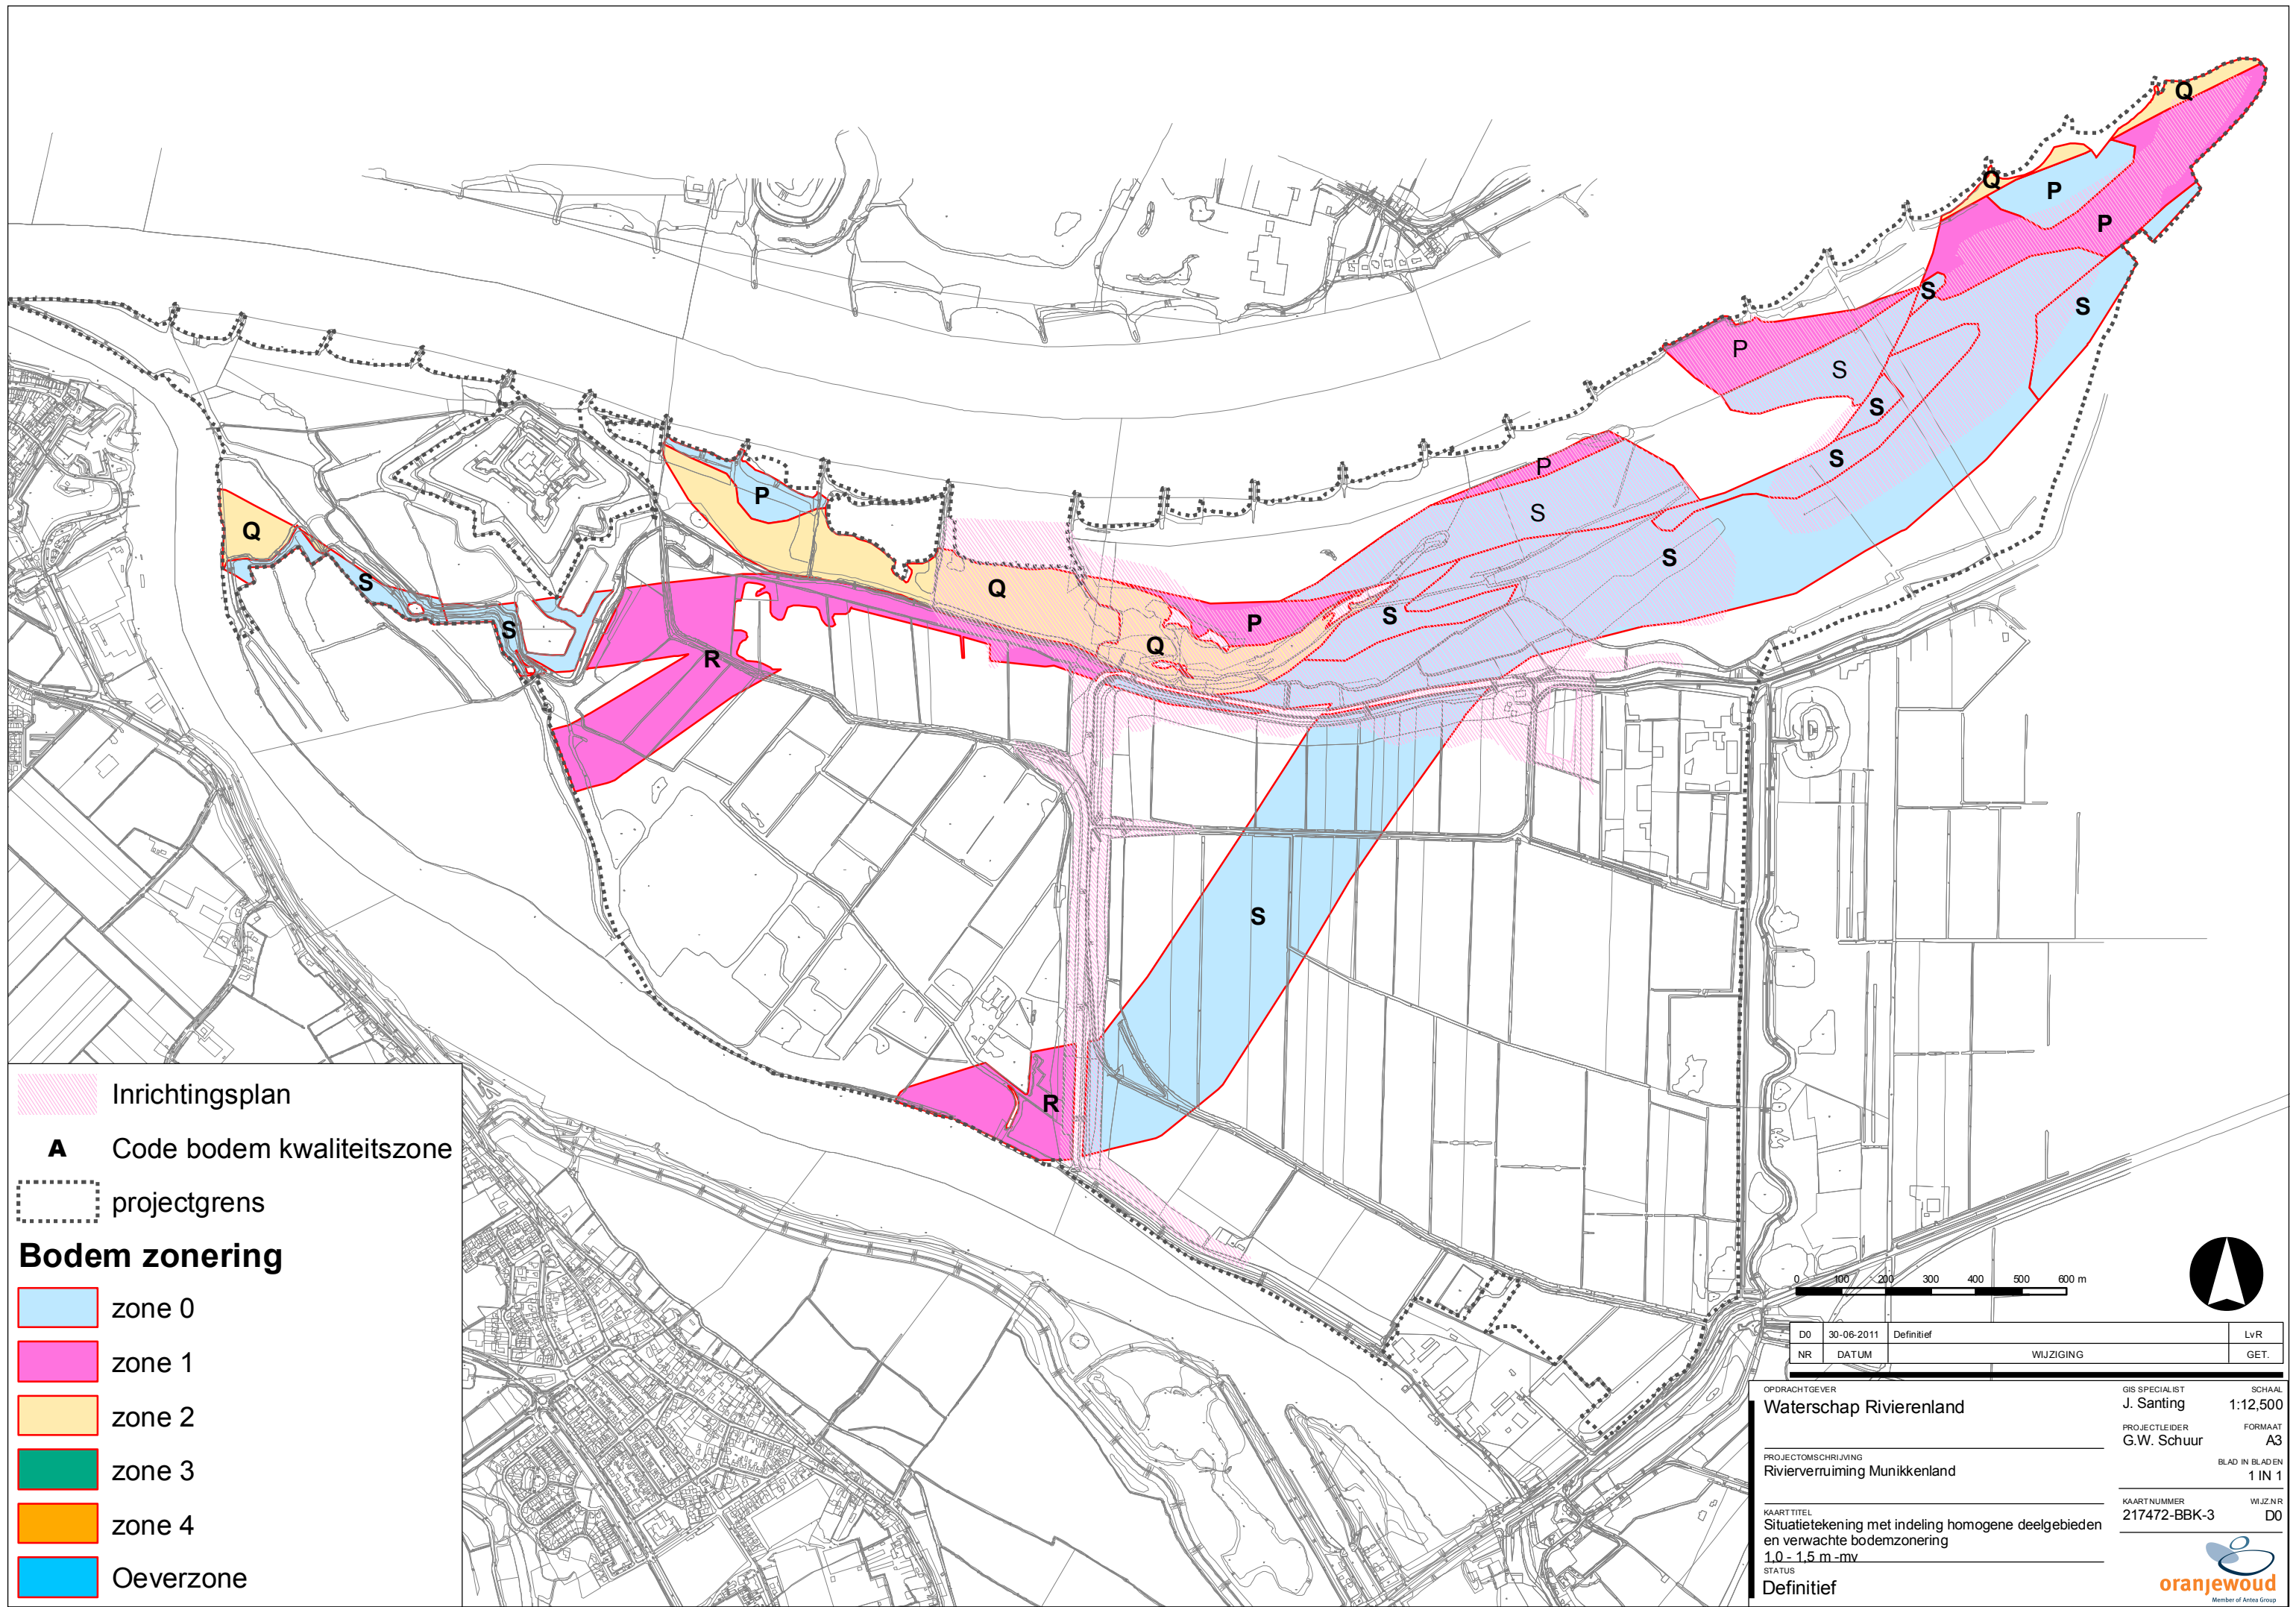 Q
Q
P
P
S
S
P
S
S
S
P
S
S
P
Q
S
S
Q
Q
P
S
R
S
R
Inrichtingsplan
A Code bodem kwaliteitszone
projectgrens
Bodem zonering
zone 0
zone 1
zone 2
zone 3
zone 4
Oeverzone
0 100 200 300 400 500 600 m
D0 30-06-2011 Definitief LvR
NR DATUM WIJZIGING GET.
OPDRACHTGEVER
Waterschap Rivierenland
PROJECTOMSCHRIJVING
Rivierverruiming Munikkenland
KAARTTITEL
Situatietekening met indeling homogene deelgebieden
en verwachte bodemzonering
1,0 - 1,5 m -mv
STATUS
Definitief
GIS SPECIALIST SCHAAL
J. Santing 1:12,500
PROJECTLEIDER FORMAAT
G.W. Schuur A3
BLAD IN BLADEN
1 IN 1
KAARTNUMMER WIJZ.NR
217472-BBK-3 D0
oranjewoud
Member of Antea Group